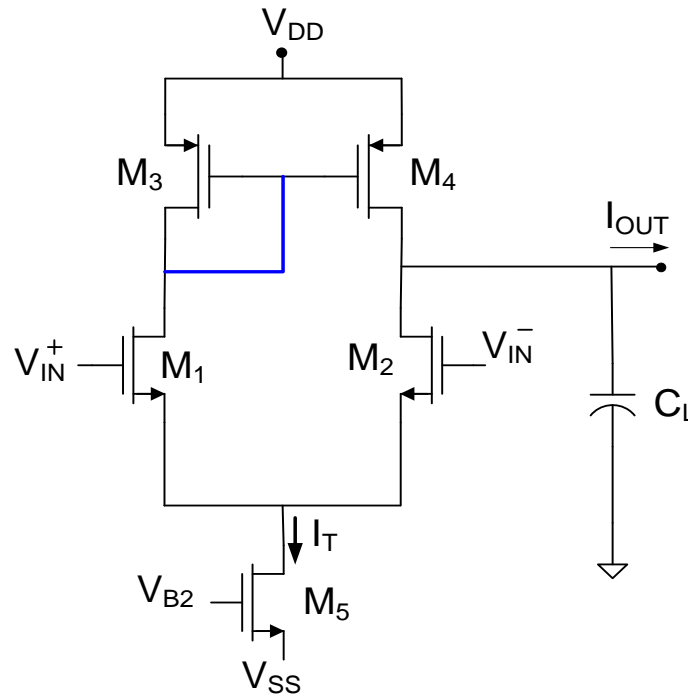 V_DD
M_3
M_4
I_OUT
V_IN^+
M_1
M_2
V_IN^−
C_L
I_T
V_B2
M_5
V_SS